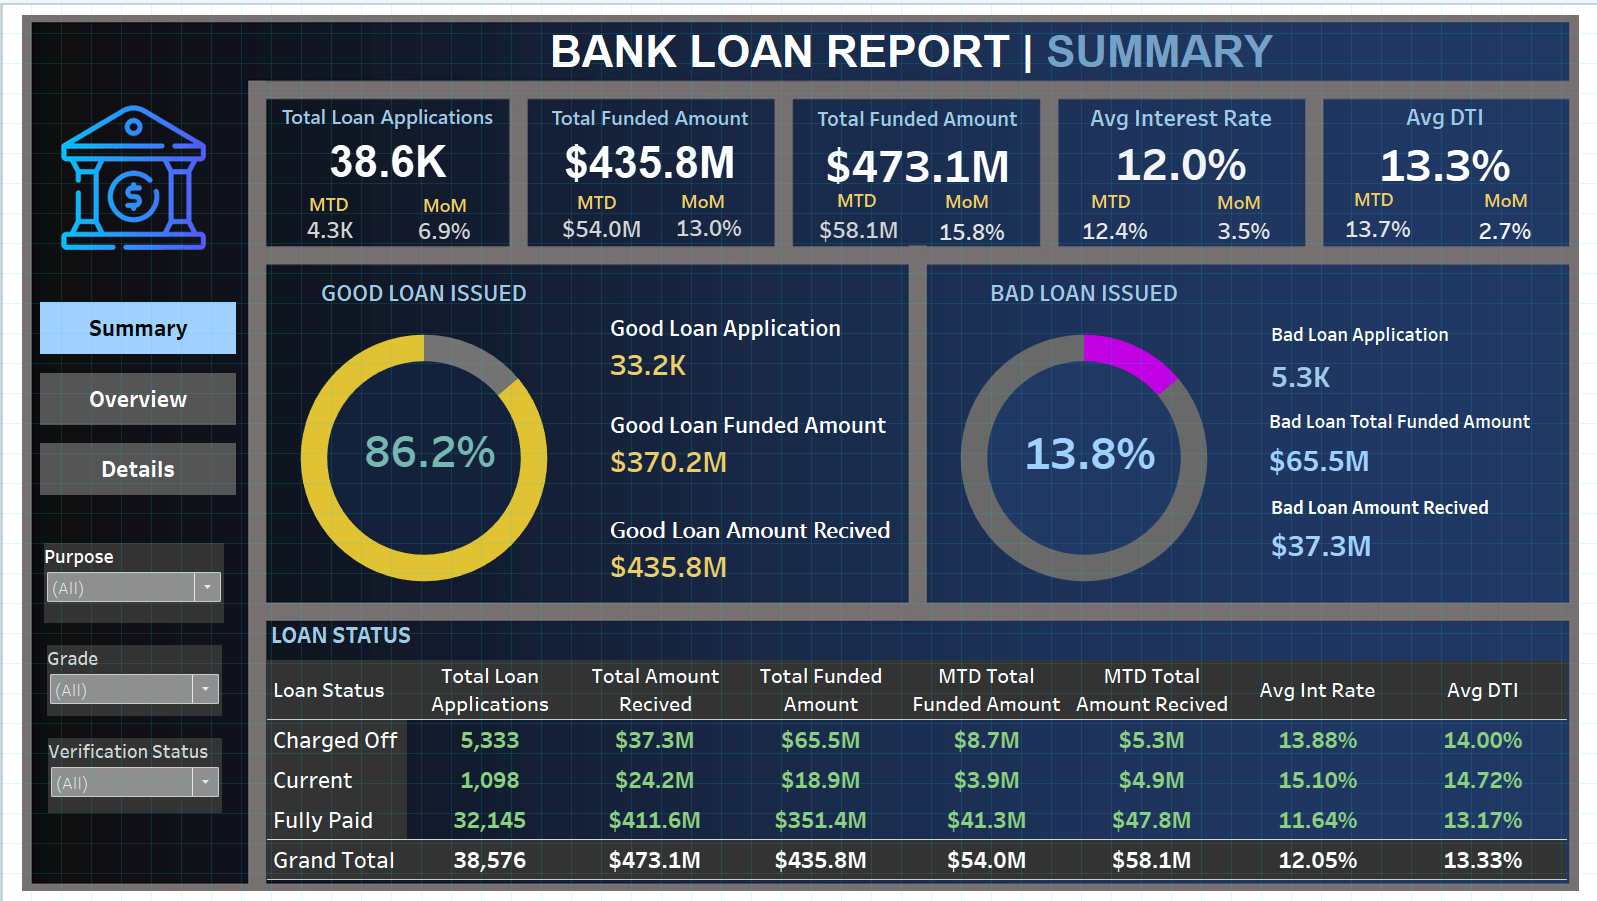 BANK LOAN REPORT | SUMMARY
Total Loan Applications
38.6K
MTD MoM
4.3K 6.9%
Total Funded Amount
$435.8M
MTD MoM
$54.0M 13.0%
Total Funded Amount
$473.1M
MTD MoM
$58.1M 15.8%
Avg Interest Rate
12.0%
MTD MoM
12.4% 3.5%
Avg DTI
13.3%
MTD MoM
13.7% 2.7%
$
Summary
Overview
Details
Purpose
(All)
Grade
(All)
Verification Status
(All)
GOOD LOAN ISSUED
86.2%
Good Loan Application
33.2K
Good Loan Funded Amount
$370.2M
Good Loan Amount Recived
$435.8M
BAD LOAN ISSUED
13.8%
Bad Loan Application
5.3K
Bad Loan Total Funded Amount
$65.5M
Bad Loan Amount Recived
$37.3M
LOAN STATUS
Loan Status
Total Loan
Applications
Total Amount
Recived
Total Funded
Amount
MTD Total
Funded Amount
MTD Total
Amount Recived
Avg Int Rate
Avg DTI
Charged Off 5,333 $37.3M $65.5M $8.7M $5.3M 13.88% 14.00%
Current 1,098 $24.2M $18.9M $3.9M $4.9M 15.10% 14.72%
Fully Paid 32,145 $411.6M $351.4M $41.3M $47.8M 11.64% 13.17%
Grand Total 38,576 $473.1M $435.8M $54.0M $58.1M 12.05% 13.33%